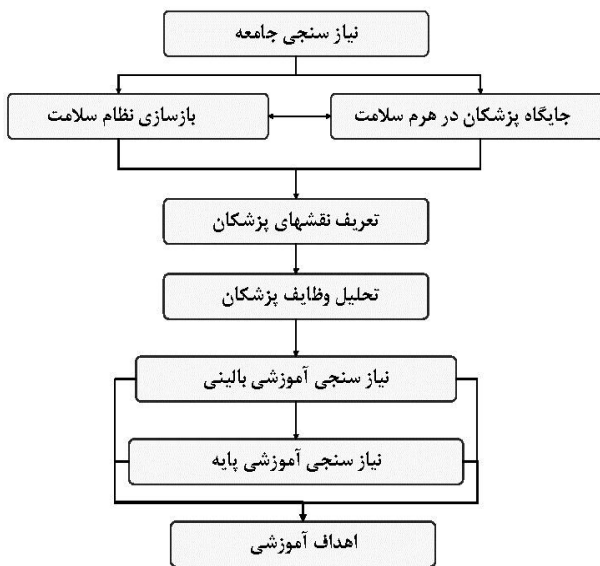 نیاز سنجی جامعه
جایگاه پزشکان در هرم سلامت
بازسازی نظام سلامت
تعریف نقشهای پزشکان
تحلیل وظایف پزشکان
نیاز سنجی آموزشی بالینی
نیاز سنجی آموزشی پایه
اهداف آموزشی